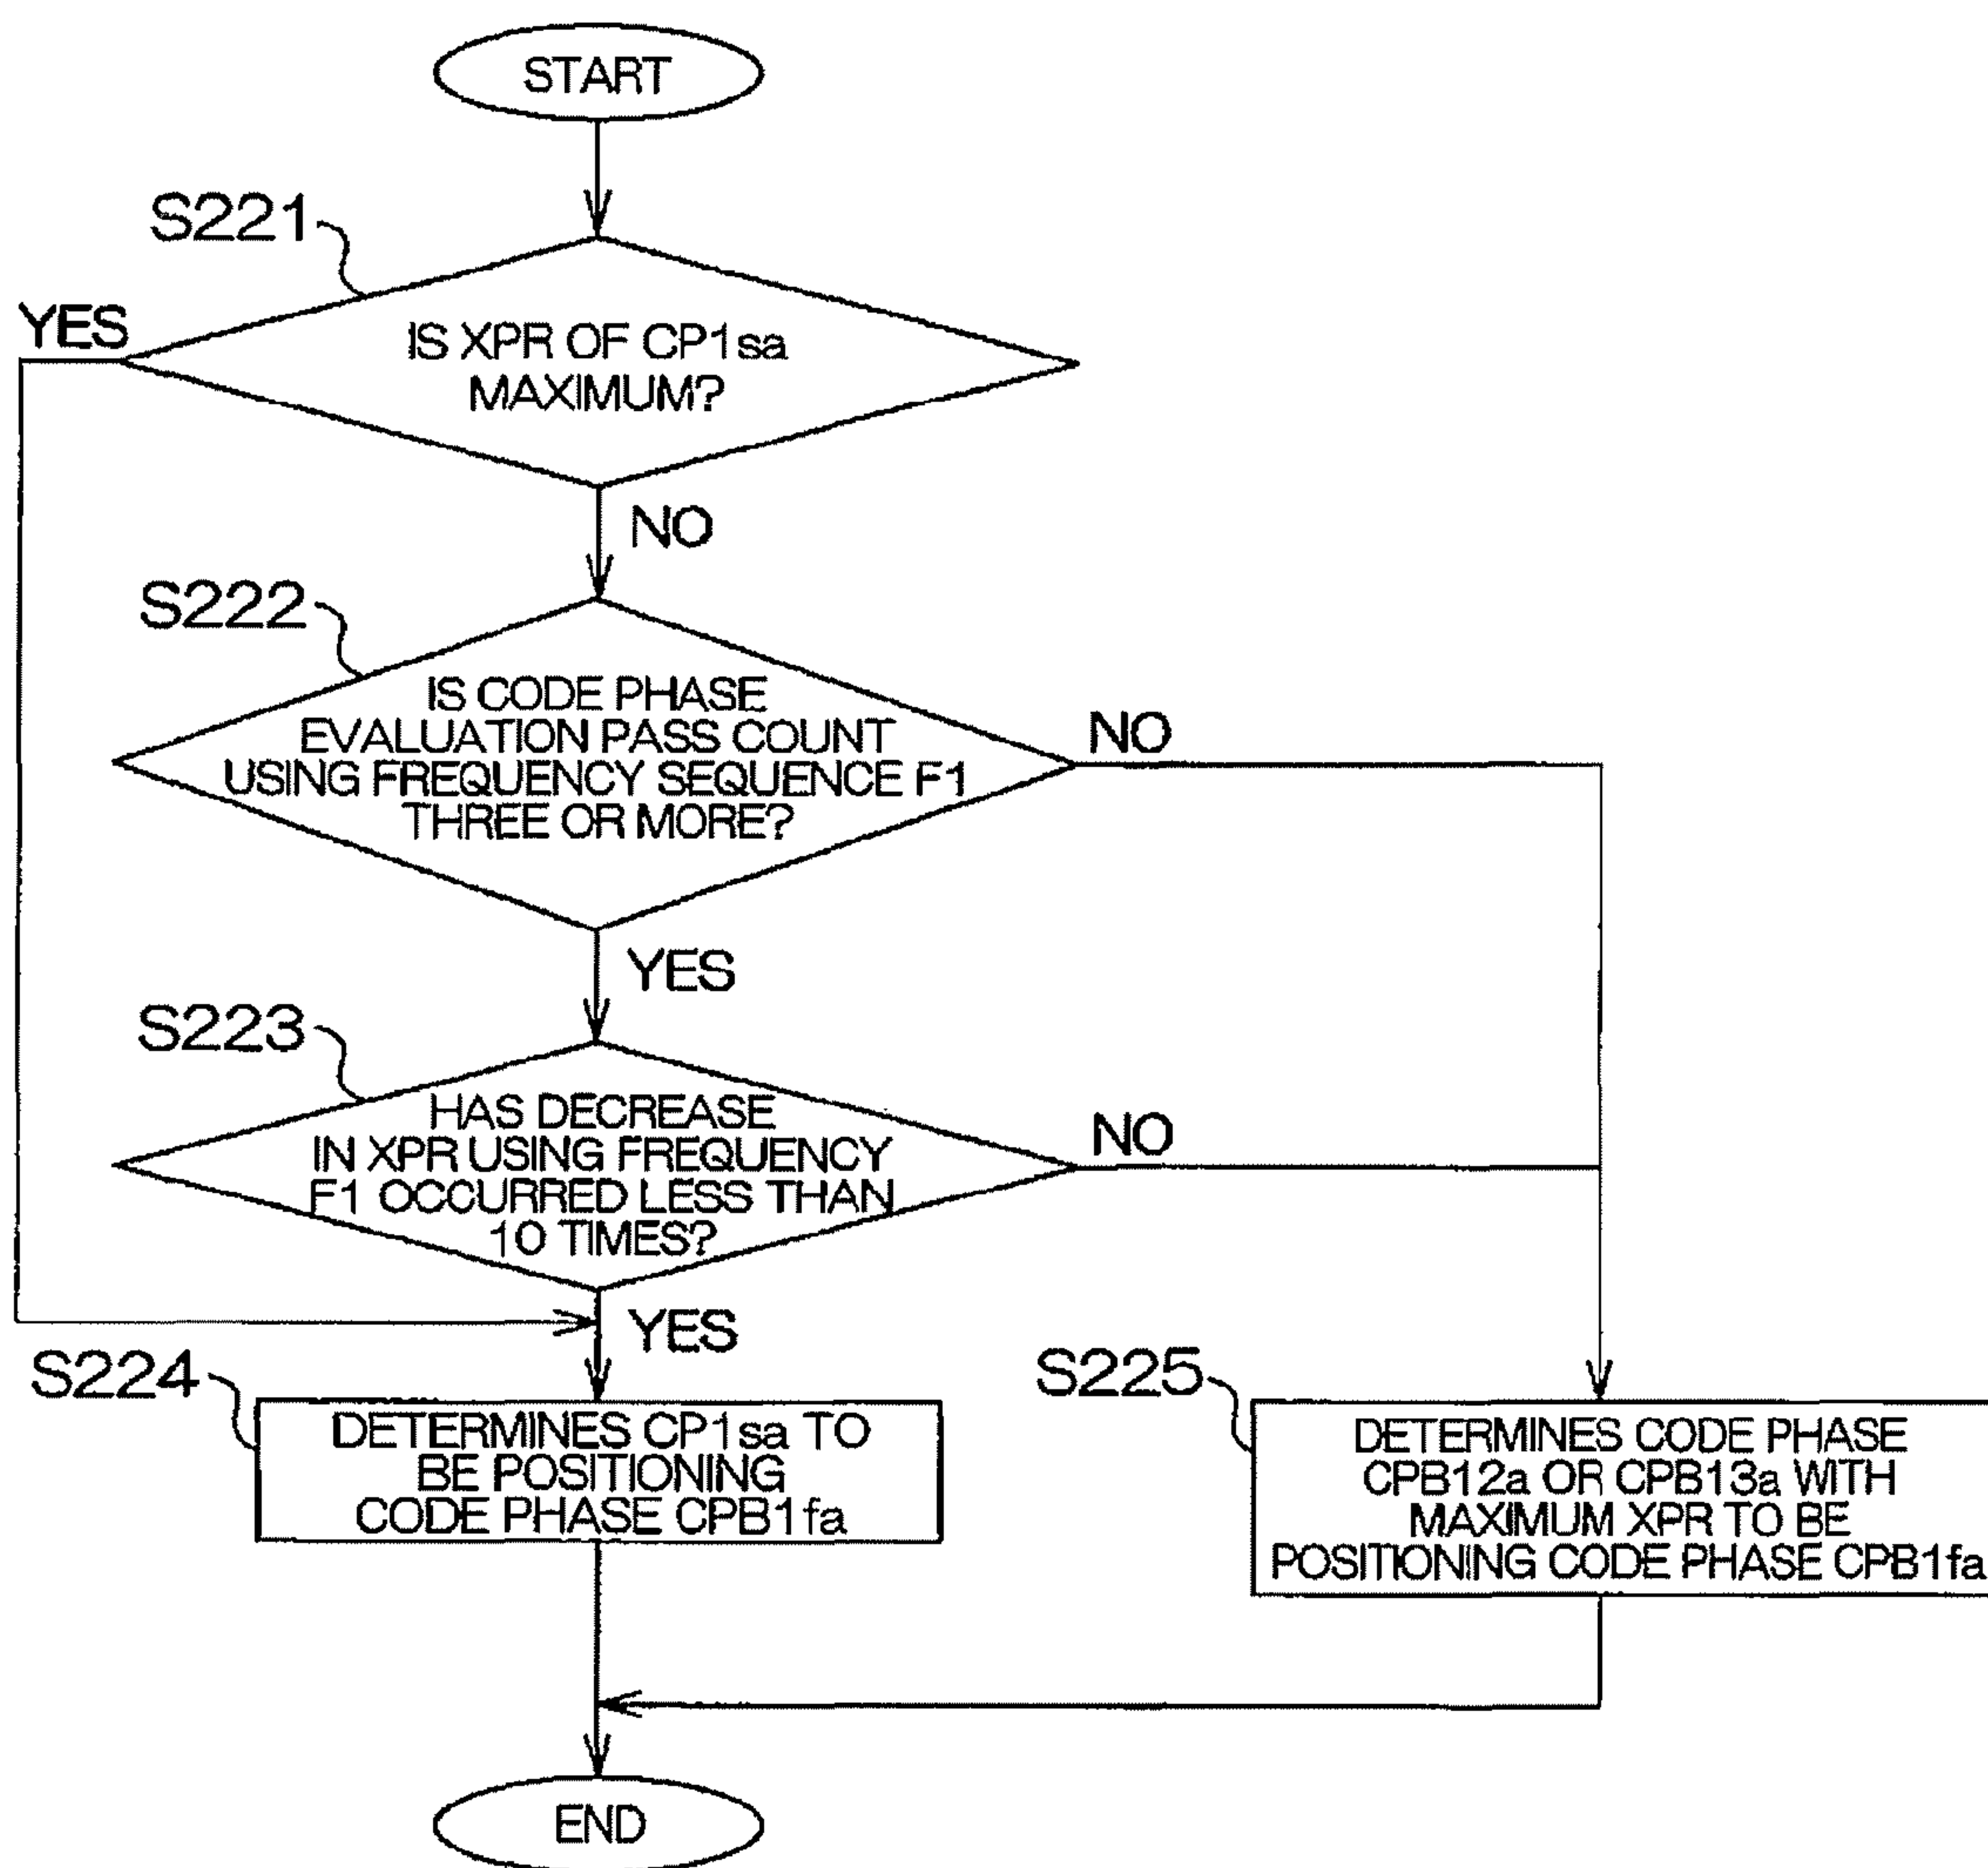 START
S221
YES
IS XPR OF CP1sa
MAXIMUM?
NO
S222
IS CODE PHASE
EVALUATION PASS COUNT
USING FREQUENCY SEQUENCE F1
THREE OR MORE?
NO
YES
S223
HAS DECREASE
IN XPR USING FREQUENCY
F1 OCCURRED LESS THAN
10 TIMES?
NO
YES
S224
DETERMINES CP1sa TO
BE POSITIONING
CODE PHASE CPB1fa
S225
DETERMINES CODE PHASE
CPB12a OR CPB13a WITH
MAXIMUM XPR TO BE
POSITIONING CODE PHASE CPB1fa
END